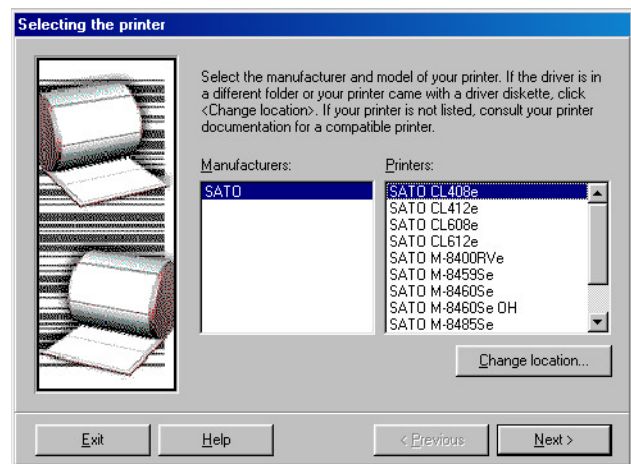 Selecting the printer
Select the manufacturer and model of your printer. If the driver is in
a different folder or your printer came with a driver diskette, click
<Change location>. If your printer is not listed, consult your printer
documentation for a compatible printer.
Manufacturers:
SATO
Printers:
SATO CL408e
SATO CL412e
SATO CL608e
SATO CL612e
SATO M-8400RVe
SATO M-8459Se
SATO M-8460Se
SATO M-8460Se OH
SATO M-8485Se
Change location...
Exit
Help
< Previous
Next >